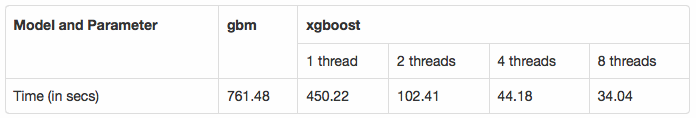 Model and Parameter gbm xgboost
1 thread 2 threads 4 threads 8 threads
Time (in secs) 761.48 450.22 102.41 44.18 34.04